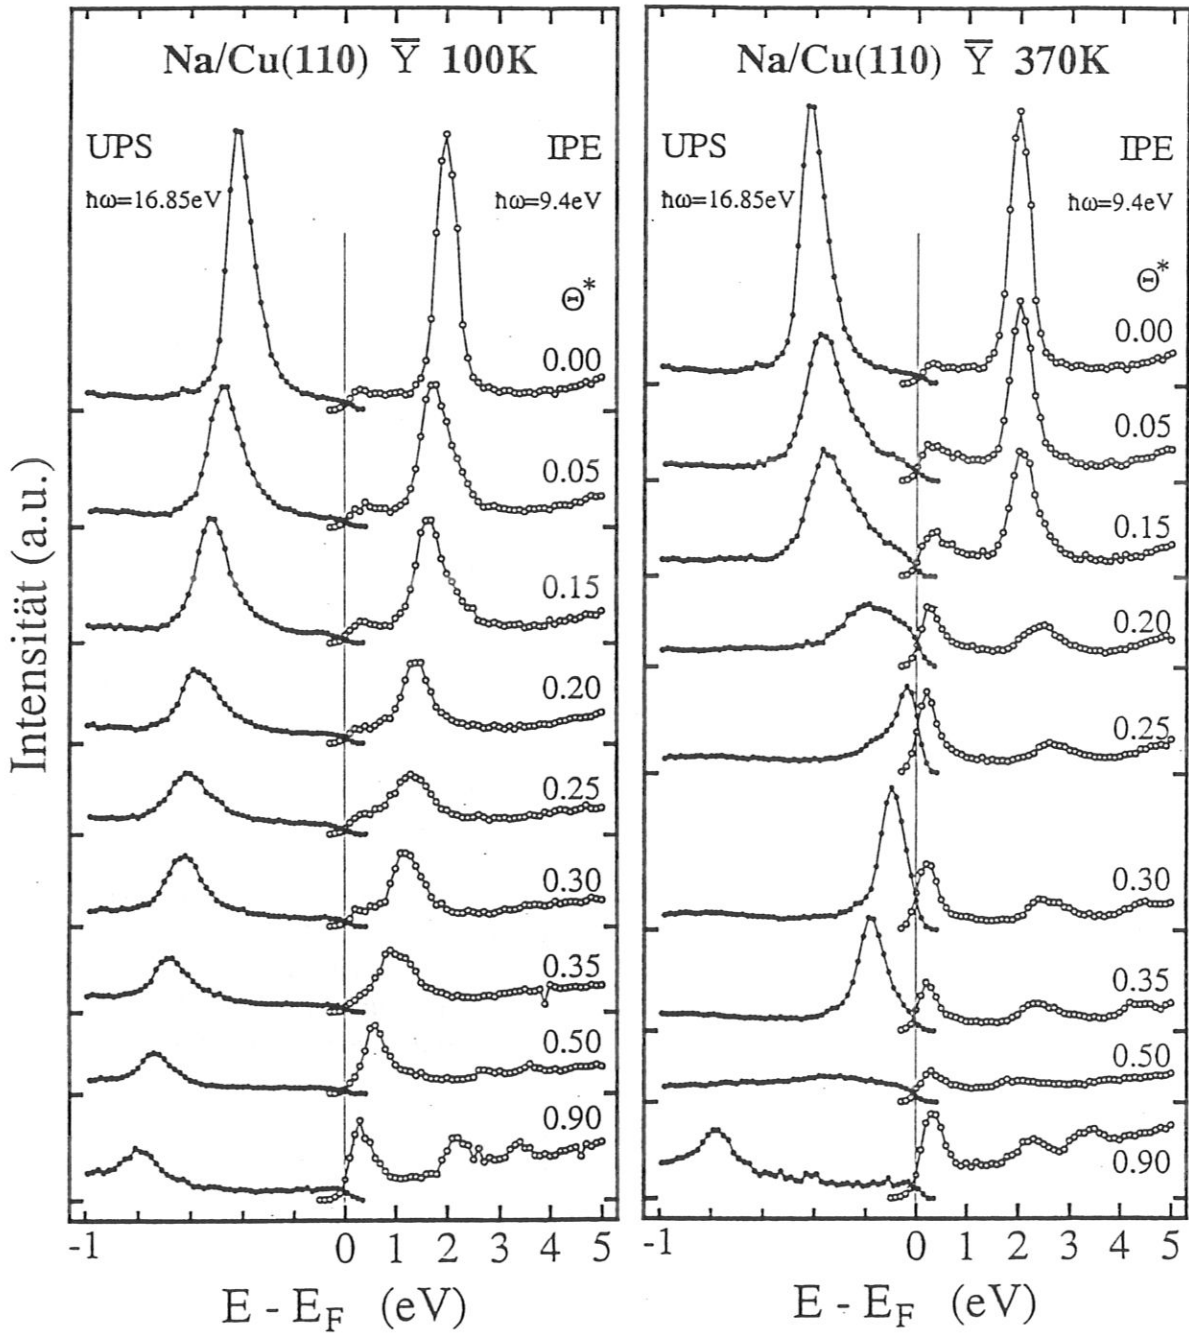 Na/Cu(110) Y̅ 100K
UPS
IPE
ħω=16.85eV
ħω=9.4eV
Θ*
0.00
0.05
0.15
0.20
0.25
0.30
0.35
0.50
0.90
-1 0 1 2 3 4 5
E - E_F (eV)
Intensität (a.u.)
Na/Cu(110) Y̅ 370K
UPS
IPE
ħω=16.85eV
ħω=9.4eV
Θ*
0.00
0.05
0.15
0.20
0.25
0.30
0.35
0.50
0.90
-1 0 1 2 3 4 5
E - E_F (eV)